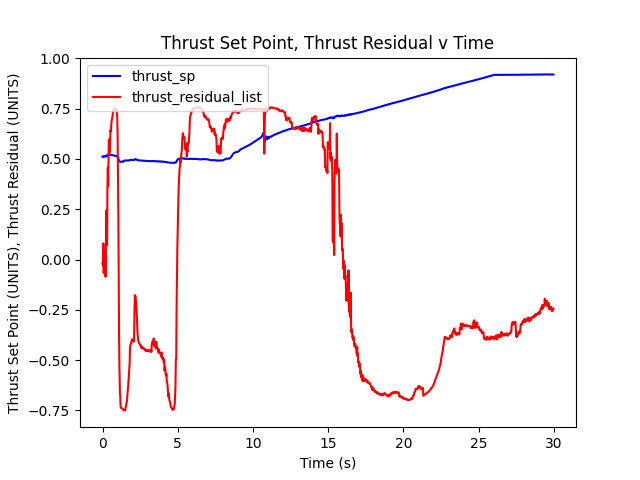 Thrust Set Point, Thrust Residual v Time
thrust_sp
thrust_residual_list
1.00
0.75
0.50
0.25
0.00
−0.25
−0.50
−0.75
Thrust Set Point (UNITS), Thrust Residual (UNITS)
0 5 10 15 20 25 30
Time (s)